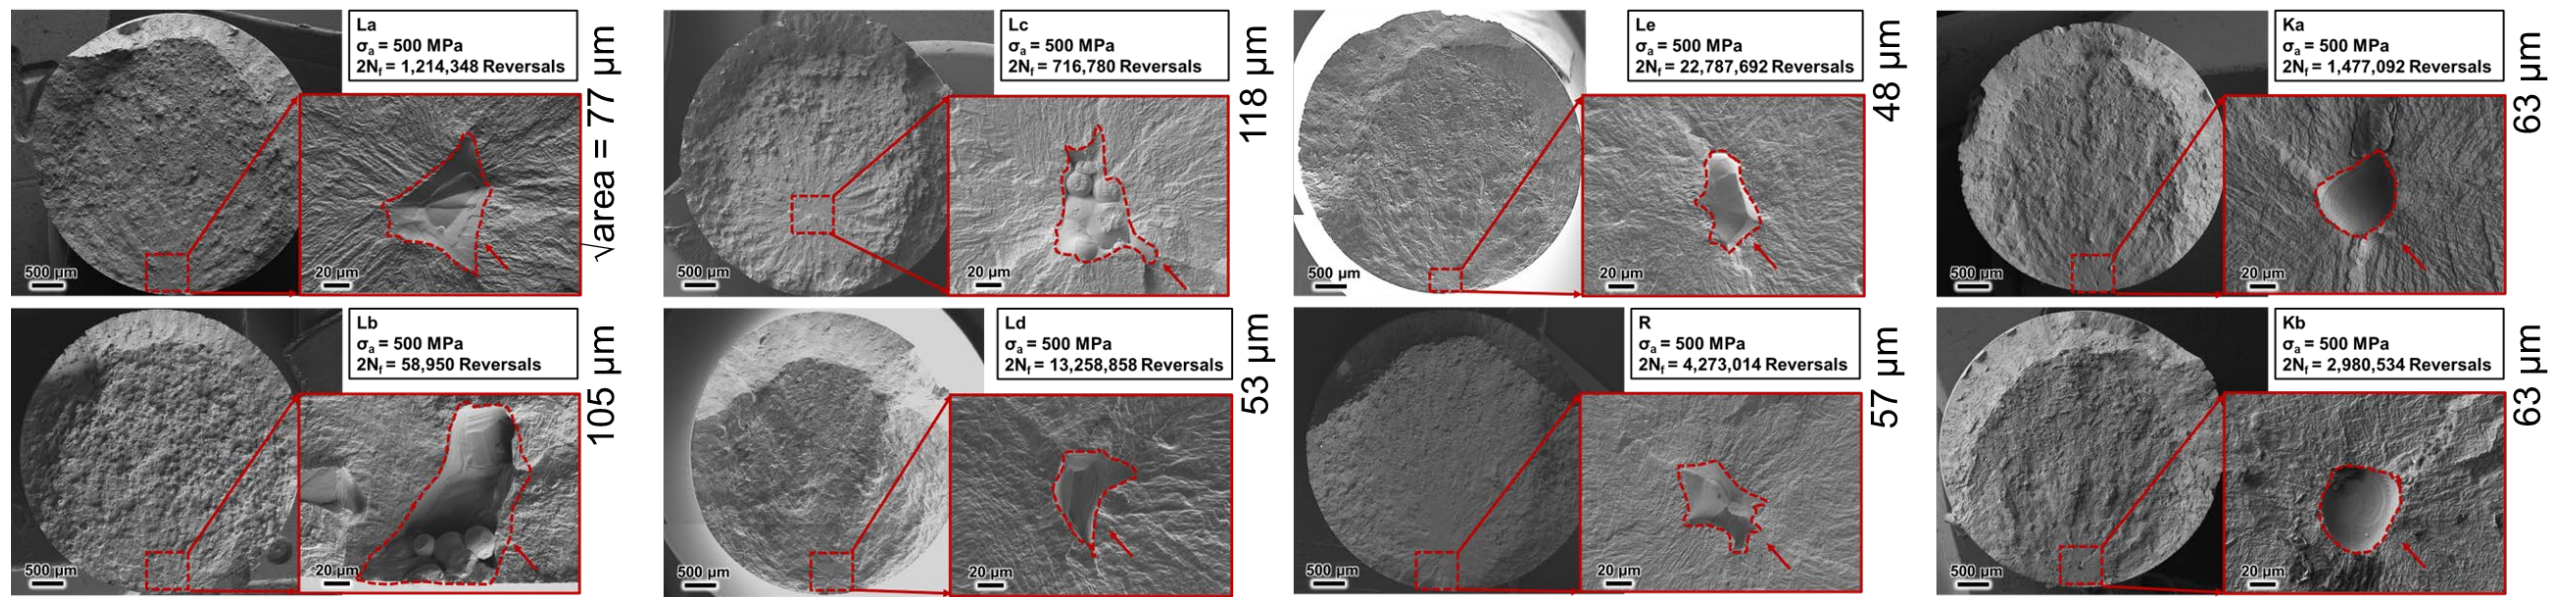 La
σa = 500 MPa
2Nf = 1,214,348 Reversals
500 µm
20 µm
√area = 77 µm
Lc
σa = 500 MPa
2Nf = 716,780 Reversals
500 µm
20 µm
118 µm
Le
σa = 500 MPa
2Nf = 22,787,692 Reversals
500 µm
20 µm
48 µm
Ka
σa = 500 MPa
2Nf = 1,477,092 Reversals
500 µm
20 µm
63 µm
Lb
σa = 500 MPa
2Nf = 58,950 Reversals
500 µm
20 µm
105 µm
Ld
σa = 500 MPa
2Nf = 13,258,858 Reversals
500 µm
20 µm
53 µm
R
σa = 500 MPa
2Nf = 4,273,014 Reversals
500 µm
20 µm
57 µm
Kb
σa = 500 MPa
2Nf = 2,980,534 Reversals
500 µm
20 µm
63 µm